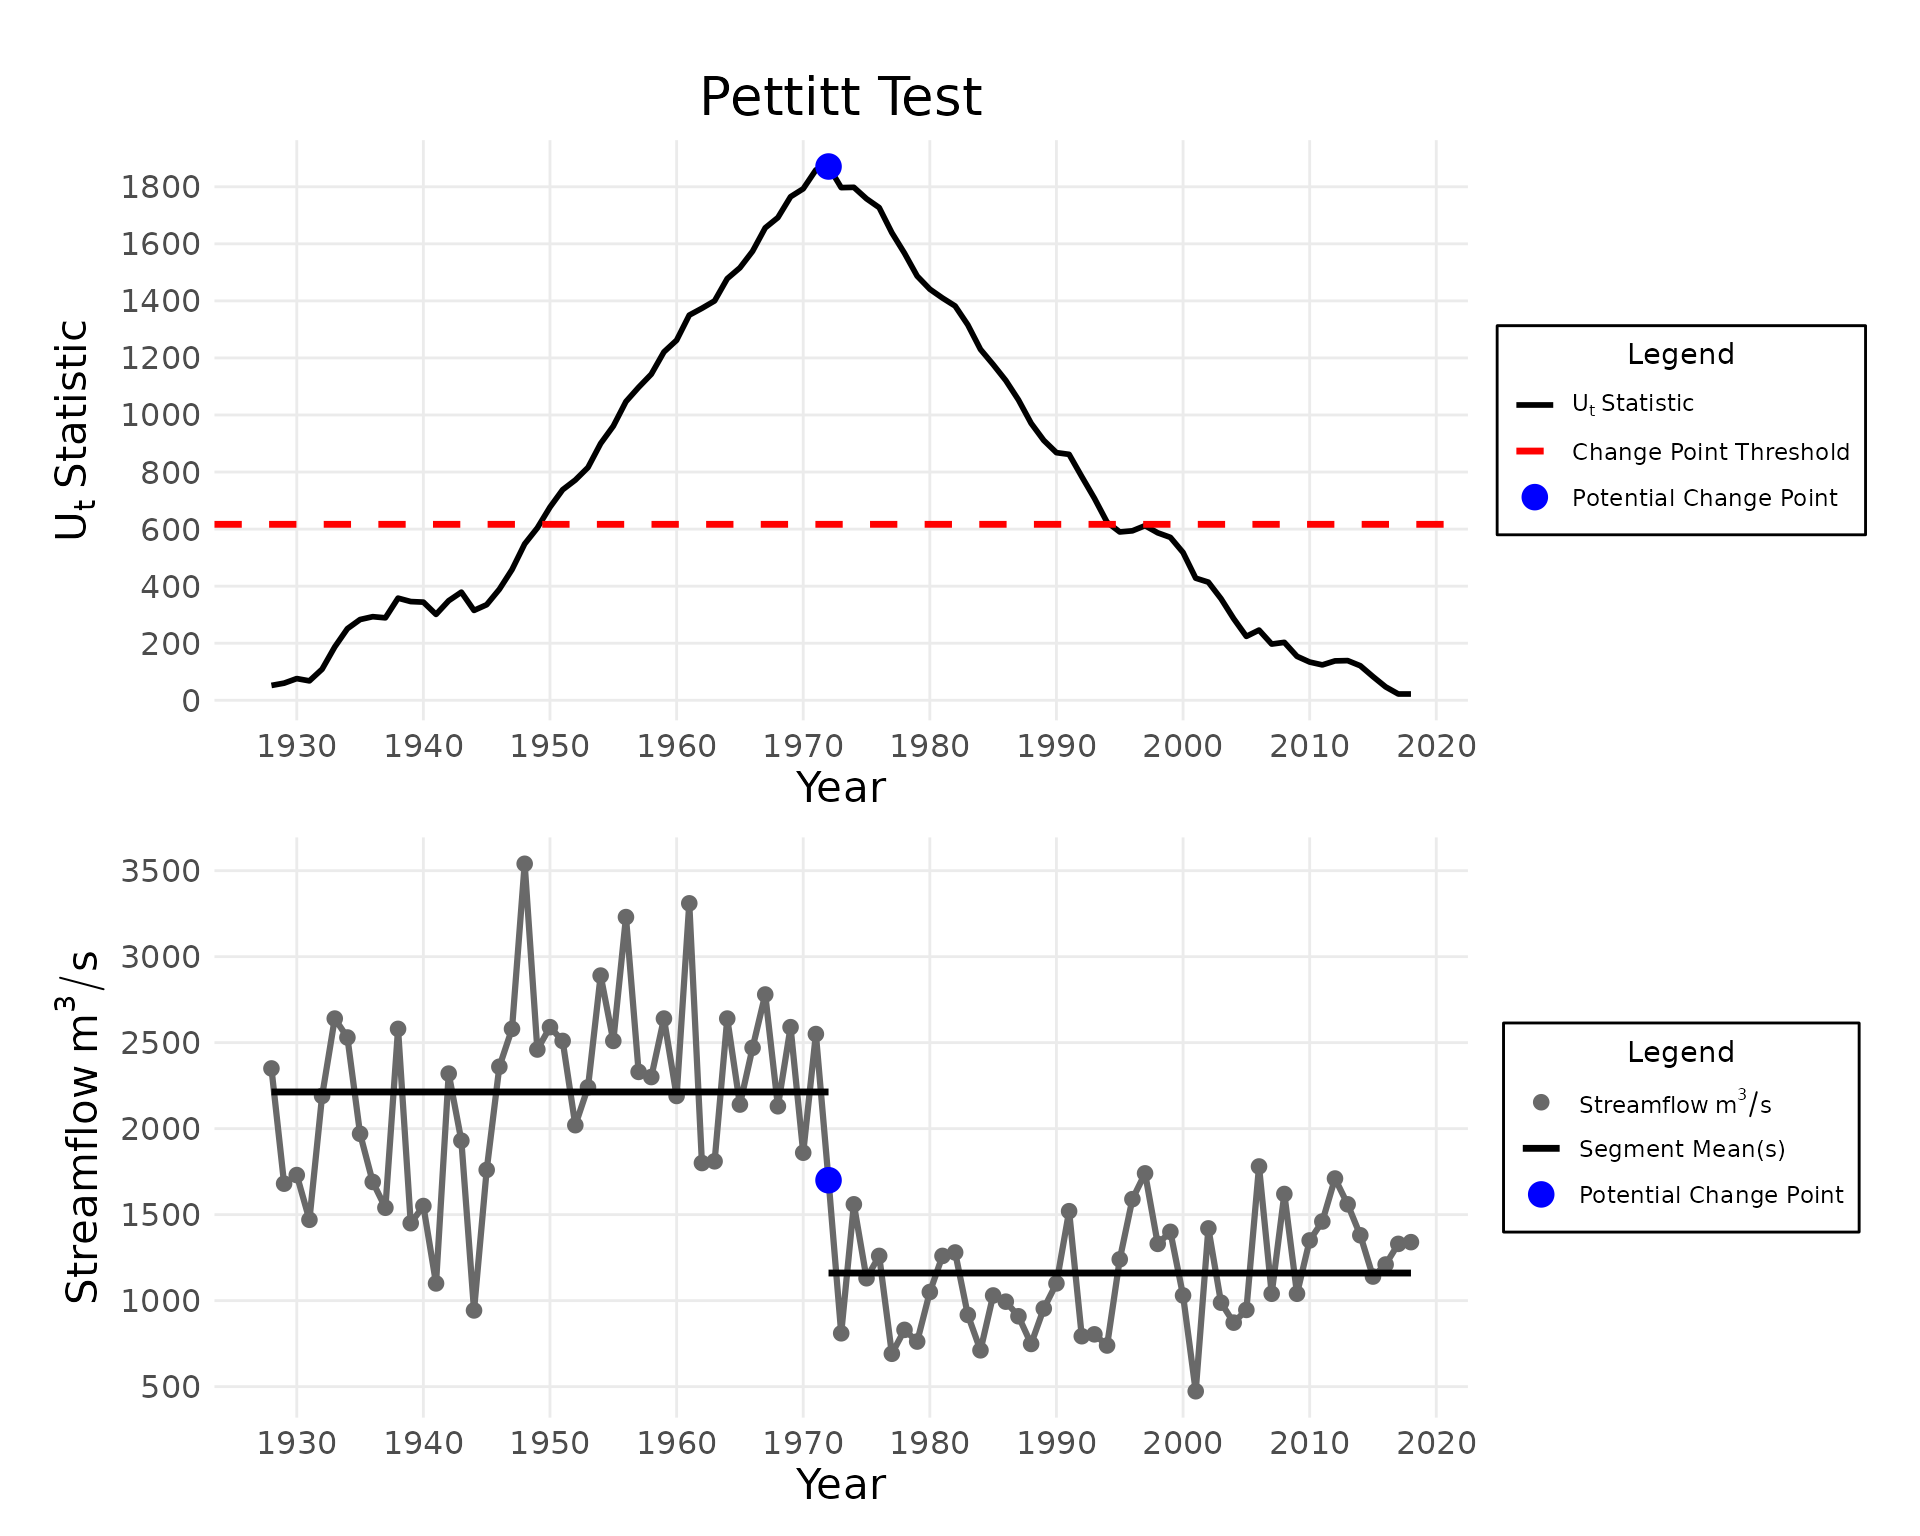 Pettitt Test
Uₜ Statistic
1800
1600
1400
1200
1000
800
600
400
200
0
1930 1940 1950 1960 1970 1980 1990 2000 2010 2020
Year
Legend
Uₜ Statistic
Change Point Threshold
Potential Change Point
Streamflow m³/s
3500
3000
2500
2000
1500
1000
500
1930 1940 1950 1960 1970 1980 1990 2000 2010 2020
Year
Legend
Streamflow m³/s
Segment Mean(s)
Potential Change Point